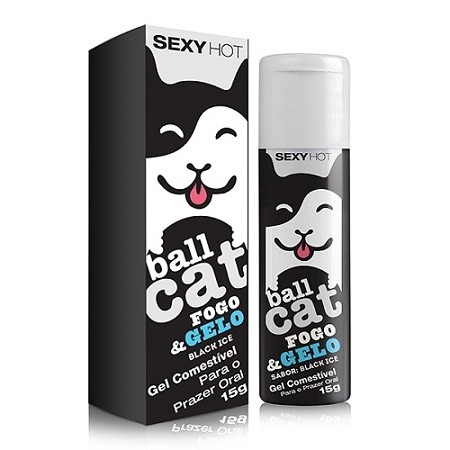 SEXY HOT
ball
cat
FOGO
& GELO
BLACK ICE
Gel Comestível
Para o
Prazer Oral
15g
SEXY HOT
ball
cat
FOGO
& GELO
SABOR: BLACK ICE
Gel Comestível
Para o Prazer Oral
15g